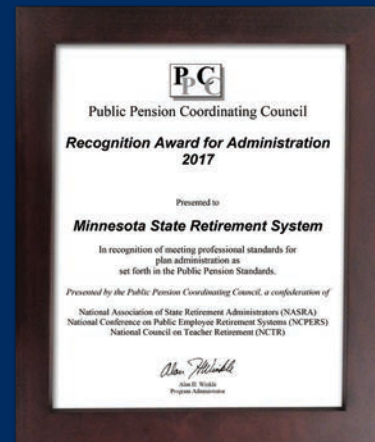 PPCC
Public Pension Coordinating Council
Recognition Award for Administration
2017
Presented to
Minnesota State Retirement System
In recognition of meeting professional standards for
plan administration as
set forth in the Public Pension Standards.
Presented by the Public Pension Coordinating Council, a confederation of
National Association of State Retirement Administrators (NASRA)
National Conference on Public Employee Retirement Systems (NCPERS)
National Council on Teacher Retirement (NCTR)
Alan H. Winkle
Alan H. Winkle
Program Administrator